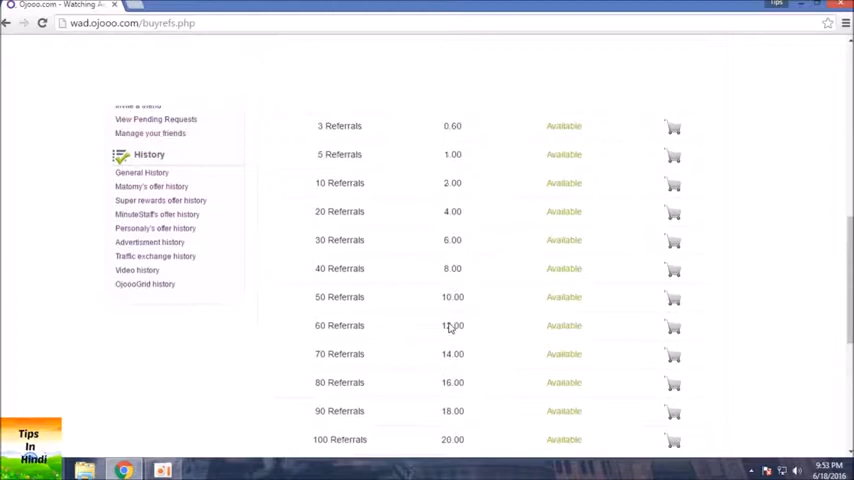 Ojooo.com - Watching A
Tips
wad.ojooo.com/buyrefs.php
Invite a friend
View Pending Requests
Manage your friends
History
General History
Matomy's offer history
Super rewards offer history
MinuteStaff's offer history
Personaly's offer history
Advertisment history
Traffic exchange history
Video history
OjoooGrid history
3 Referrals 0.60 Available
5 Referrals 1.00 Available
10 Referrals 2.00 Available
20 Referrals 4.00 Available
30 Referrals 6.00 Available
40 Referrals 8.00 Available
50 Referrals 10.00 Available
60 Referrals 12.00 Available
70 Referrals 14.00 Available
80 Referrals 16.00 Available
90 Referrals 18.00 Available
100 Referrals 20.00 Available
Tips
In
Hindi
9:53 PM
6/18/2016